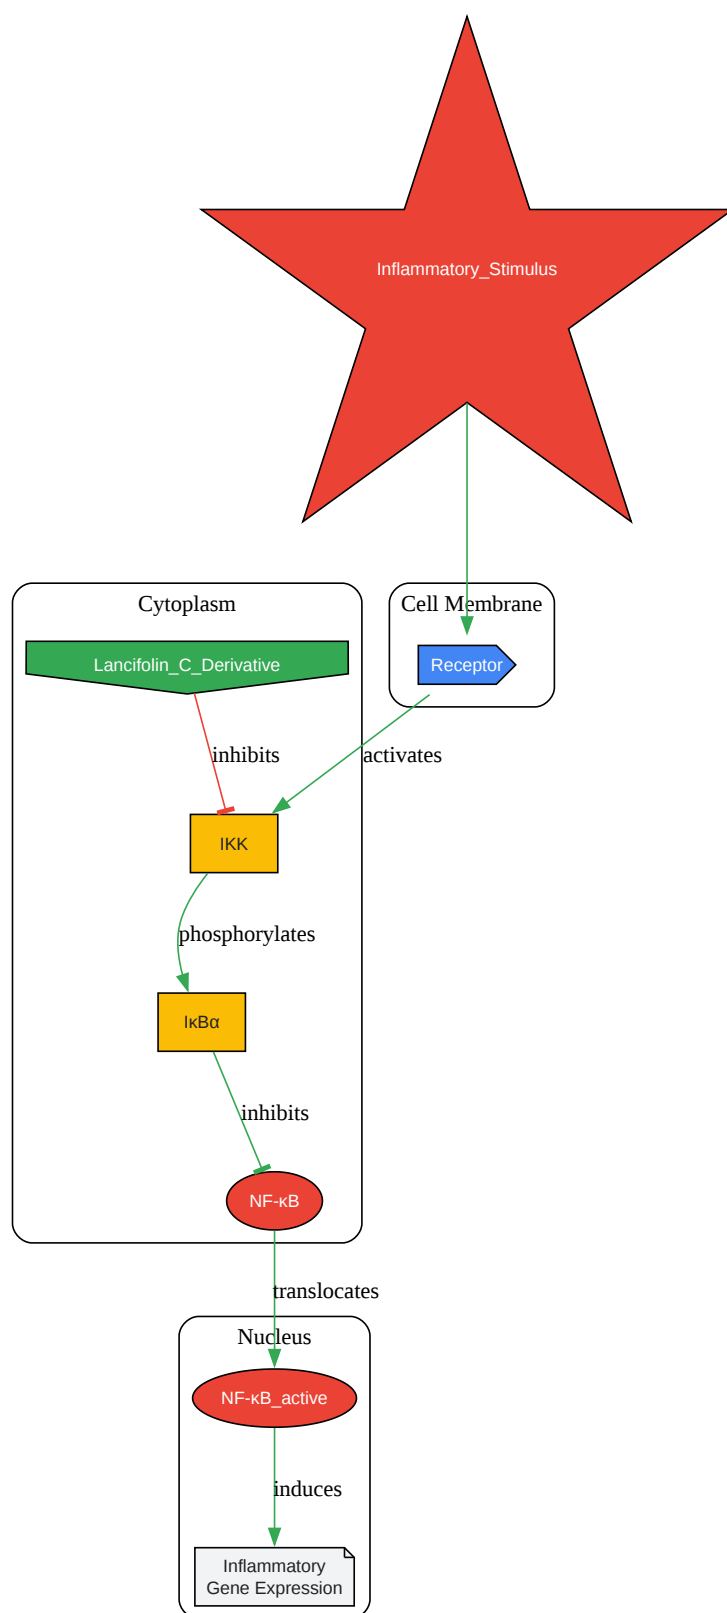 Inflammatory_Stimulus
Cytoplasm
Cell Membrane
Lancifolin_C_Derivative
Receptor
inhibits
activates
IKK
phosphorylates
IκBα
inhibits
NF-κB
translocates
Nucleus
NF-κB_active
induces
Inflammatory
Gene Expression